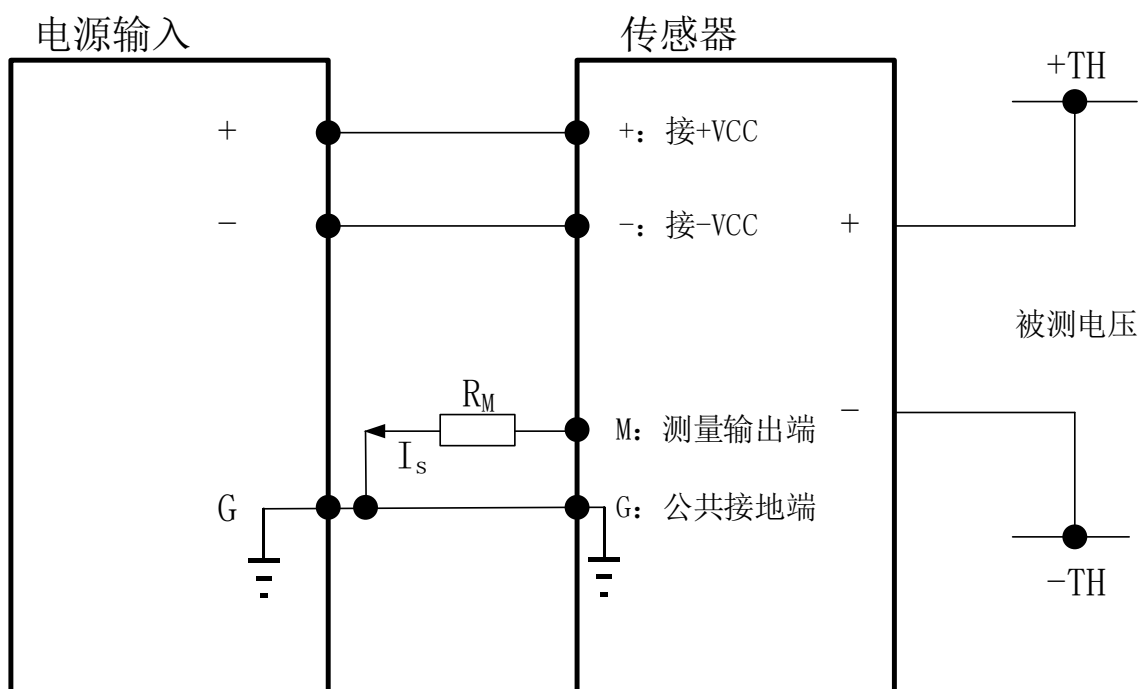 电源输入
传感器
+TH
+
+：接+VCC
-
-：接-VCC
+
被测电压
R_M
M：测量输出端
-
I_s
G
G：公共接地端
-TH